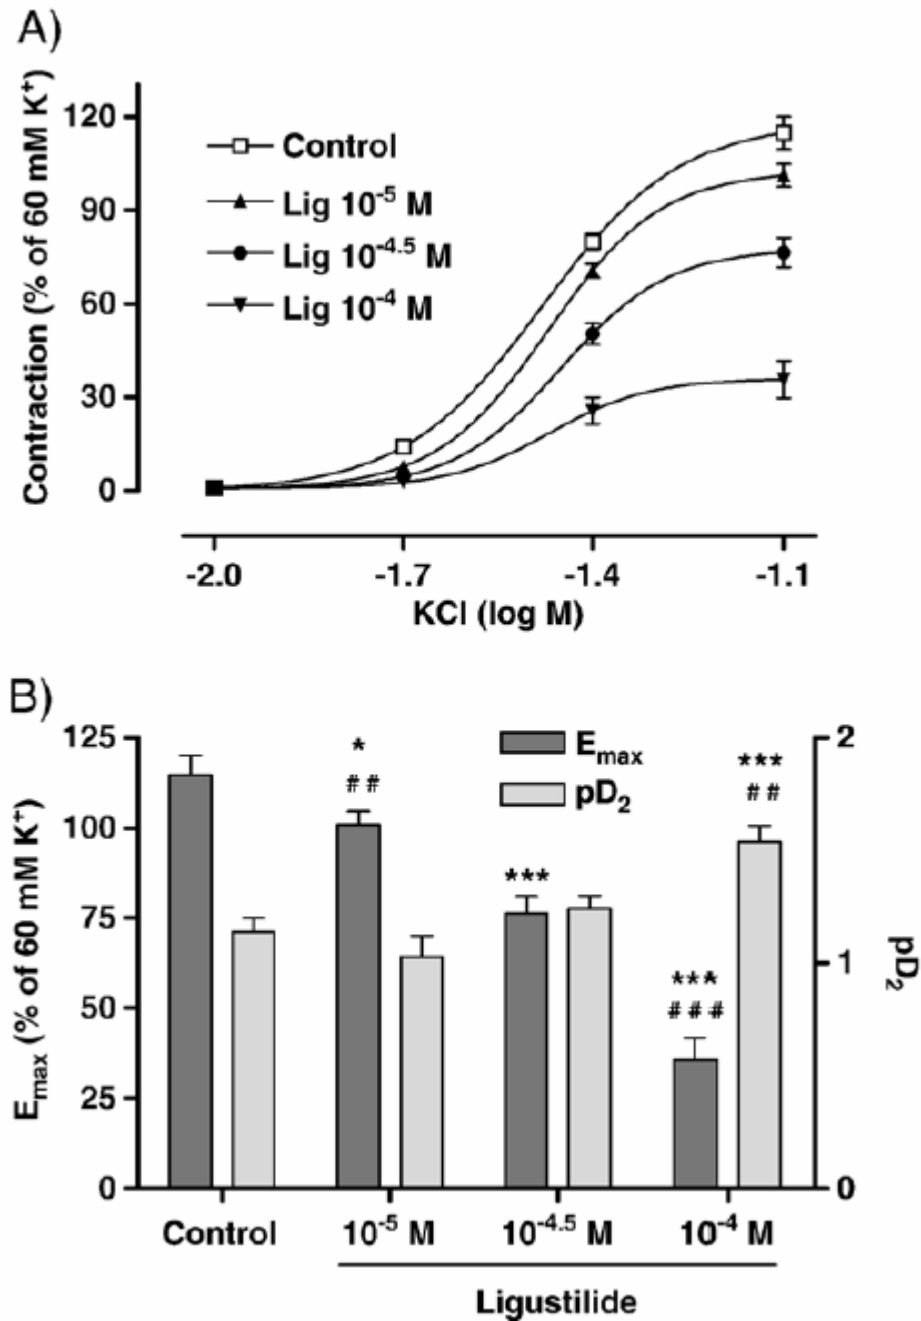 A)
Contraction (% of 60 mM K⁺)
120
90
60
30
0
Control
Lig 10⁻⁵ M
Lig 10⁻⁴·⁵ M
Lig 10⁻⁴ M
-2.0 -1.7 -1.4 -1.1
KCl (log M)
B)
Eₘₐₓ (% of 60 mM K⁺)
125
100
75
50
25
0
Eₘₐₓ
pD₂
*
##
***
***
###
***
##
2
1
0
pD₂
Control 10⁻⁵ M 10⁻⁴·⁵ M 10⁻⁴ M
Ligustilide